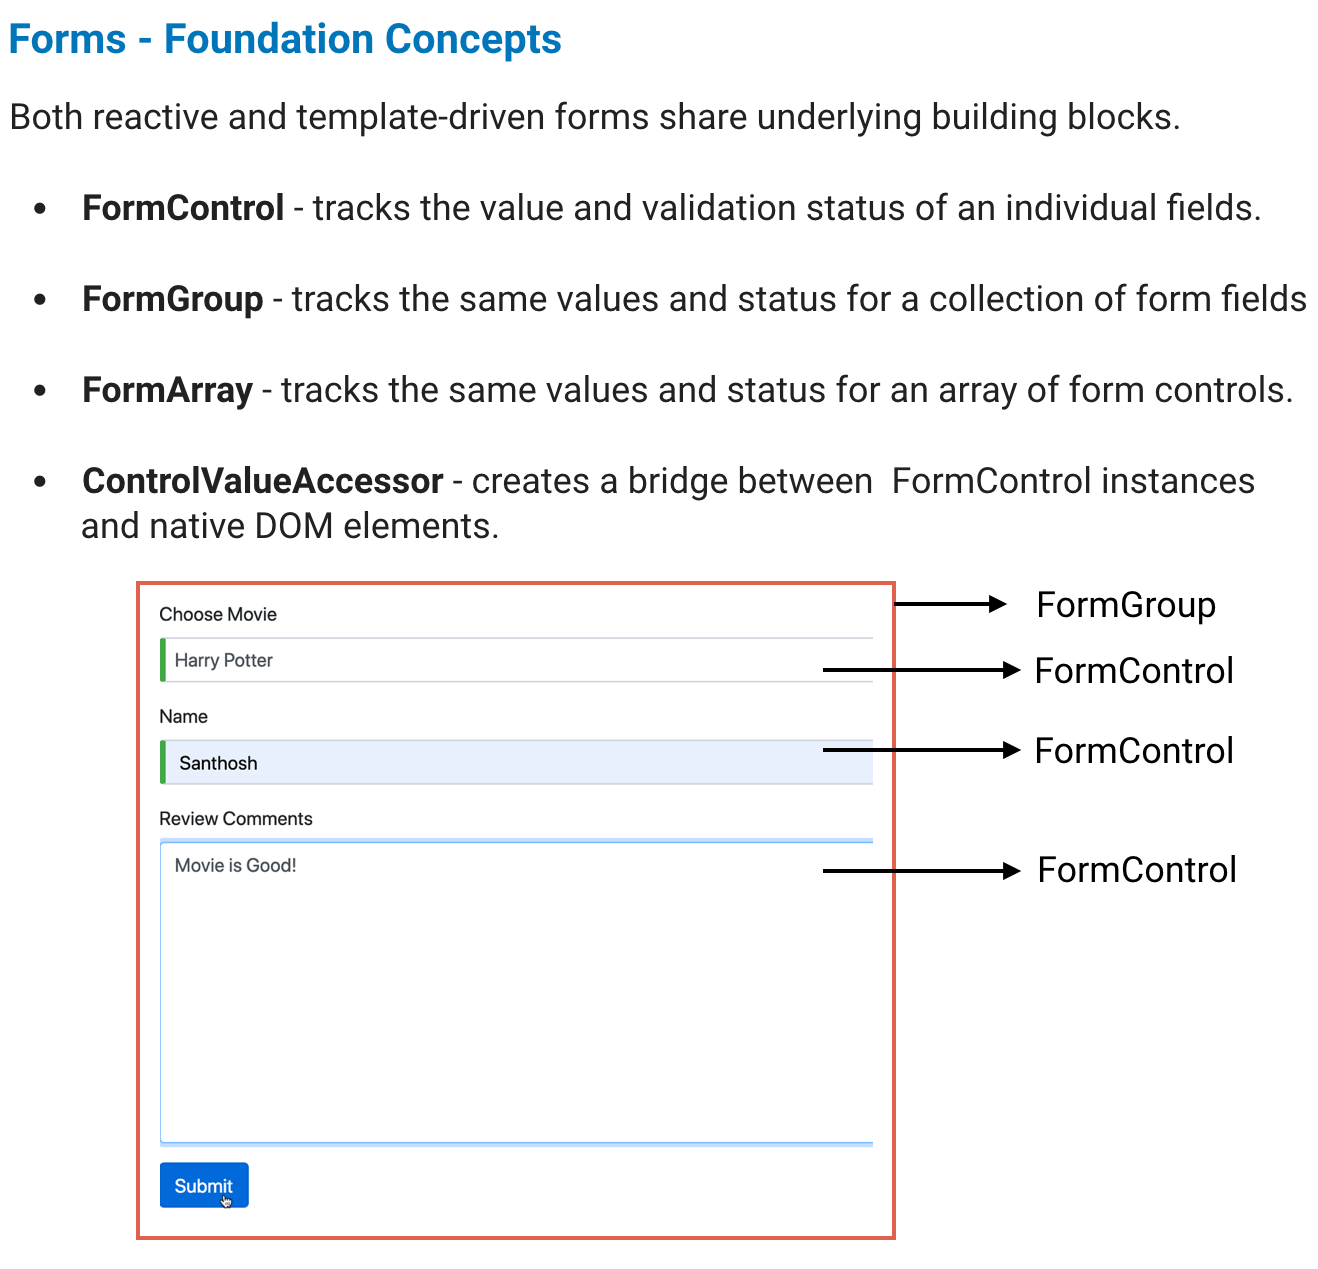 Forms - Foundation Concepts
Both reactive and template-driven forms share underlying building blocks.
• FormControl - tracks the value and validation status of an individual fields.
• FormGroup - tracks the same values and status for a collection of form fields
• FormArray - tracks the same values and status for an array of form controls.
• ControlValueAccessor - creates a bridge between  FormControl instances
and native DOM elements.
Choose Movie
FormGroup
Harry Potter
FormControl
Name
Santhosh
FormControl
Review Comments
Movie is Good!
FormControl
Submit